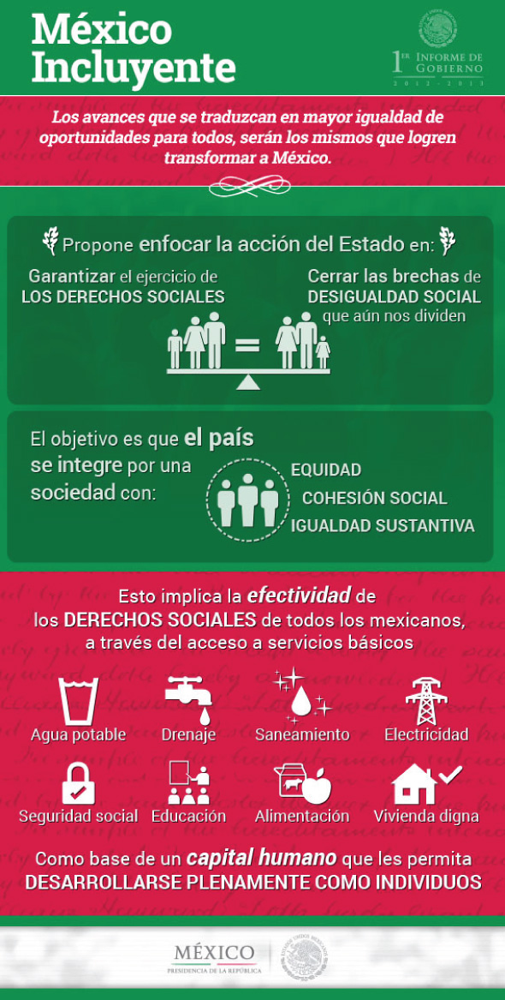 México
Incluyente
1ER INFORME DE
GOBIERNO
2012-2013
Los avances que se traduzcan en mayor igualdad de
oportunidades para todos, serán los mismos que logren
transformar a México.
Propone enfocar la acción del Estado en:
Garantizar el ejercicio de
LOS DERECHOS SOCIALES
Cerrar las brechas de
DESIGUALDAD SOCIAL
que aún nos dividen
=
El objetivo es que el país
se integre por una
sociedad con:
EQUIDAD
COHESIÓN SOCIAL
IGUALDAD SUSTANTIVA
Esto implica la efectividad de
los DERECHOS SOCIALES de todos los mexicanos,
a través del acceso a servicios básicos
Agua potable Drenaje Saneamiento Electricidad
Seguridad social Educación Alimentación Vivienda digna
Como base de un capital humano que les permita
DESARROLLARSE PLENAMENTE COMO INDIVIDUOS
MÉXICO
PRESIDENCIA DE LA REPÚBLICA
ESTADOS UNIDOS MEXICANOS